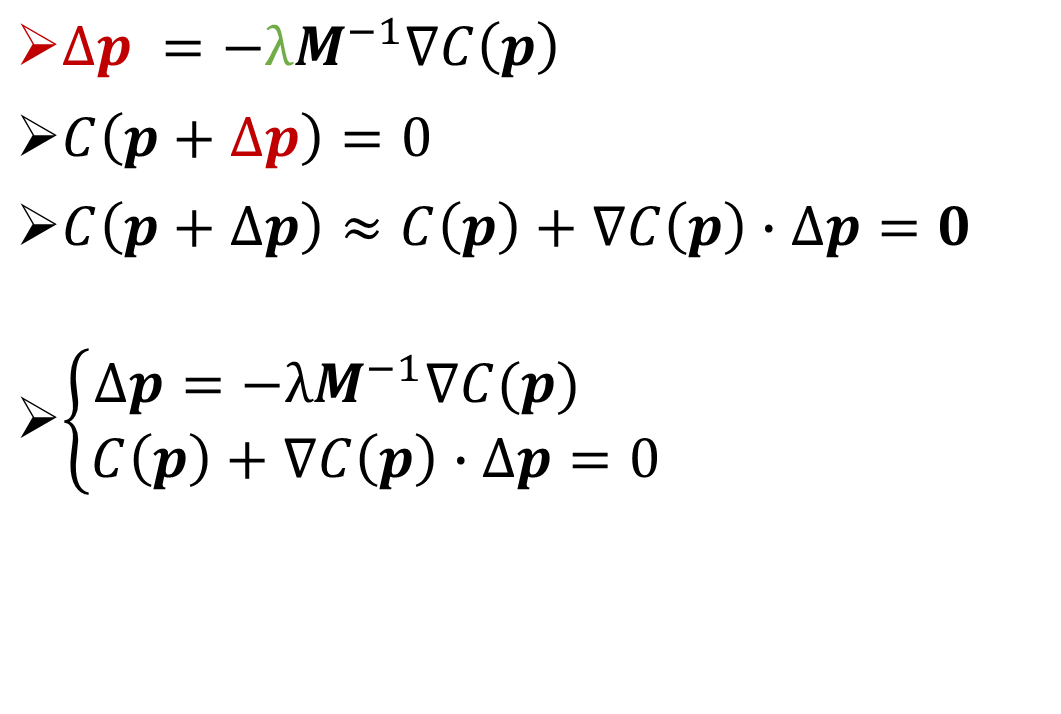 ➢Δ𝒑 = −λ𝑴⁻¹∇𝐶(𝒑)
➢𝐶(𝒑 + Δ𝒑) = 0
➢𝐶(𝒑 + Δ𝒑) ≈ 𝐶(𝒑) + ∇𝐶(𝒑) · Δ𝒑 = 𝟎
➢{Δ𝒑 = −λ𝑴⁻¹∇𝐶(𝒑)
𝐶(𝒑) + ∇𝐶(𝒑) · Δ𝒑 = 0